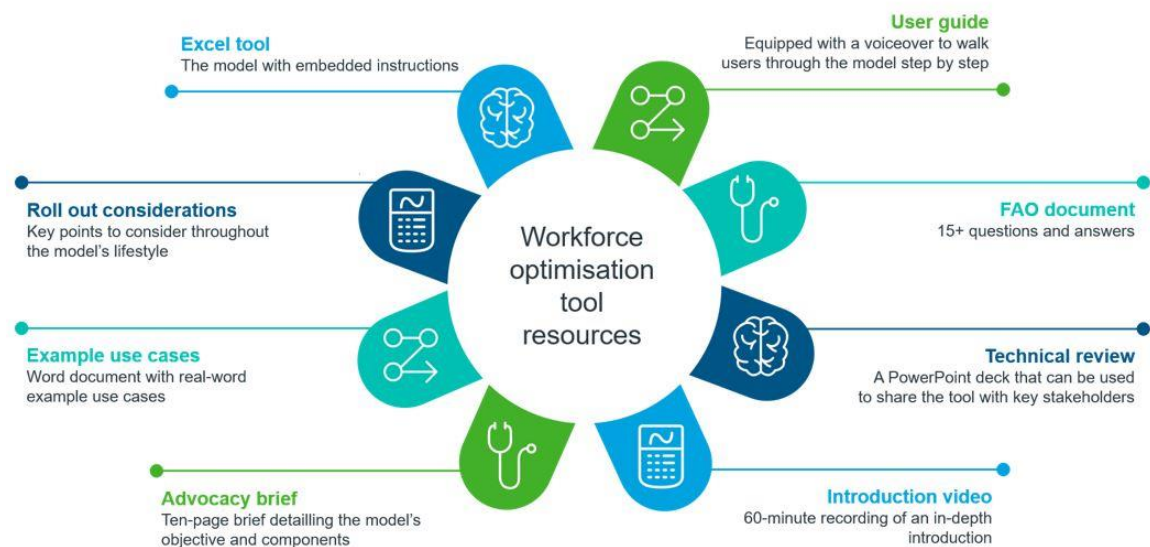 Excel tool
The model with embedded instructions
User guide
Equipped with a voiceover to walk
users through the model step by step
Roll out considerations
Key points to consider throughout
the model's lifestyle
FAO document
15+ questions and answers
Workforce
optimisation
tool
resources
Example use cases
Word document with real-word
example use cases
Technical review
A PowerPoint deck that can be used
to share the tool with key stakeholders
Advocacy brief
Ten-page brief detailling the model's
objective and components
Introduction video
60-minute recording of an in-depth
introduction